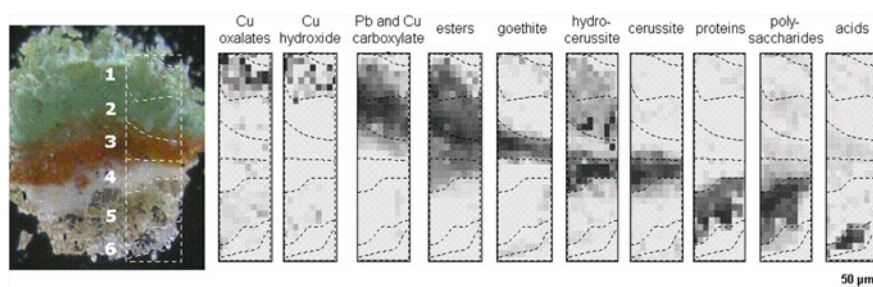 Cu
oxalates
Cu
hydroxide
Pb and Cu
carboxylate
esters
goethite
hydro-
cerussite
cerussite
proteins
poly-
saccharides
acids
1
2
3
4
5
6
50 µm